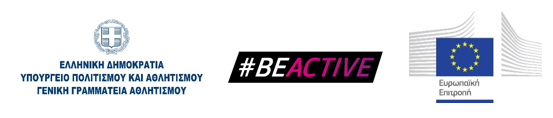 ΕΛΛΗΝΙΚΗ ΔΗΜΟΚΡΑΤΙΑ
ΥΠΟΥΡΓΕΙΟ ΠΟΛΙΤΙΣΜΟΥ ΚΑΙ ΑΘΛΗΤΙΣΜΟΥ
ΓΕΝΙΚΗ ΓΡΑΜΜΑΤΕΙΑ ΑΘΛΗΤΙΣΜΟΥ
#BEACTIVE
Ευρωπαϊκή
Επιτροπή